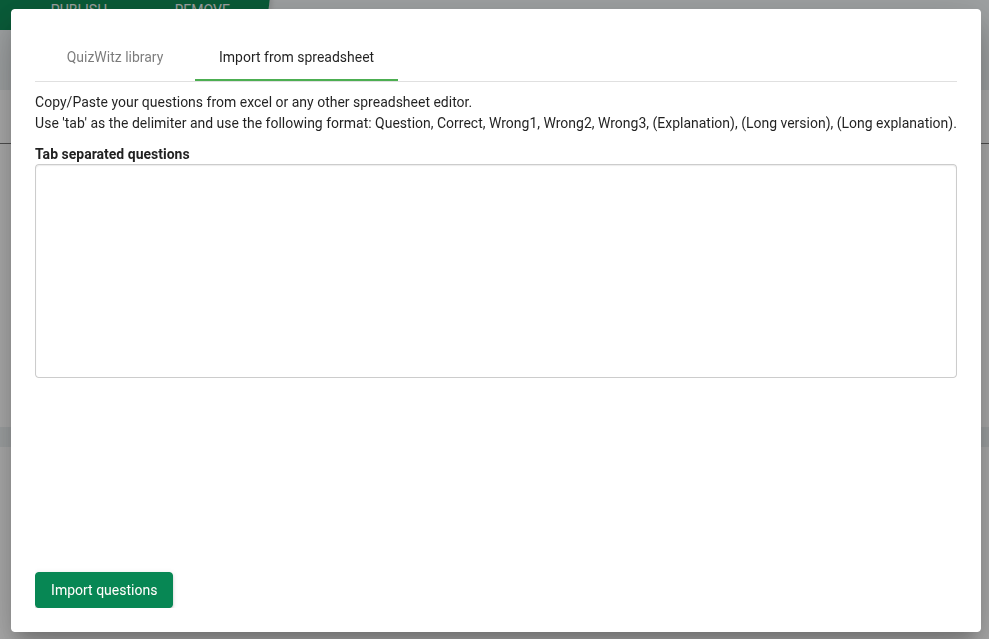 PUBLISH REMOVE
QuizWitz library Import from spreadsheet
Copy/Paste your questions from excel or any other spreadsheet editor.
Use 'tab' as the delimiter and use the following format: Question, Correct, Wrong1, Wrong2, Wrong3, (Explanation), (Long version), (Long explanation).
Tab separated questions
Import questions